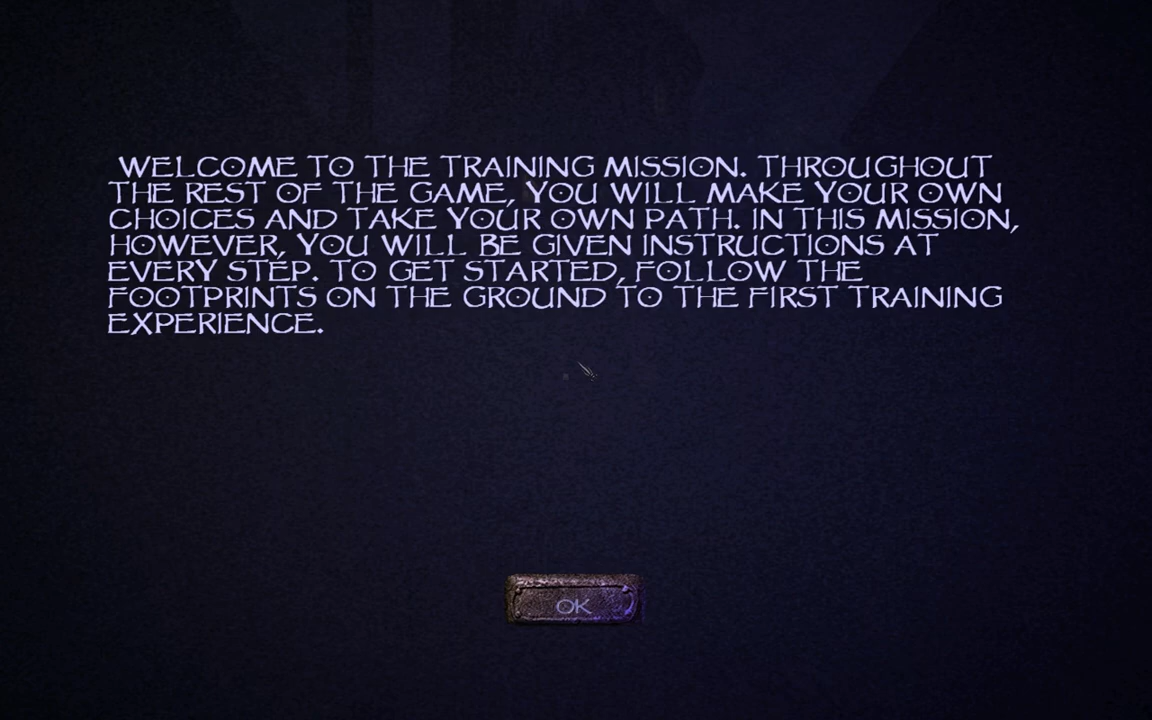 WELCOME TO THE TRAINING MISSION. THROUGHOUT
THE REST OF THE GAME, YOU WILL MAKE YOUR OWN
CHOICES AND TAKE YOUR OWN PATH. IN THIS MISSION,
HOWEVER, YOU WILL BE GIVEN INSTRUCTIONS AT
EVERY STEP. TO GET STARTED, FOLLOW THE
FOOTPRINTS ON THE GROUND TO THE FIRST TRAINING
EXPERIENCE.
OK